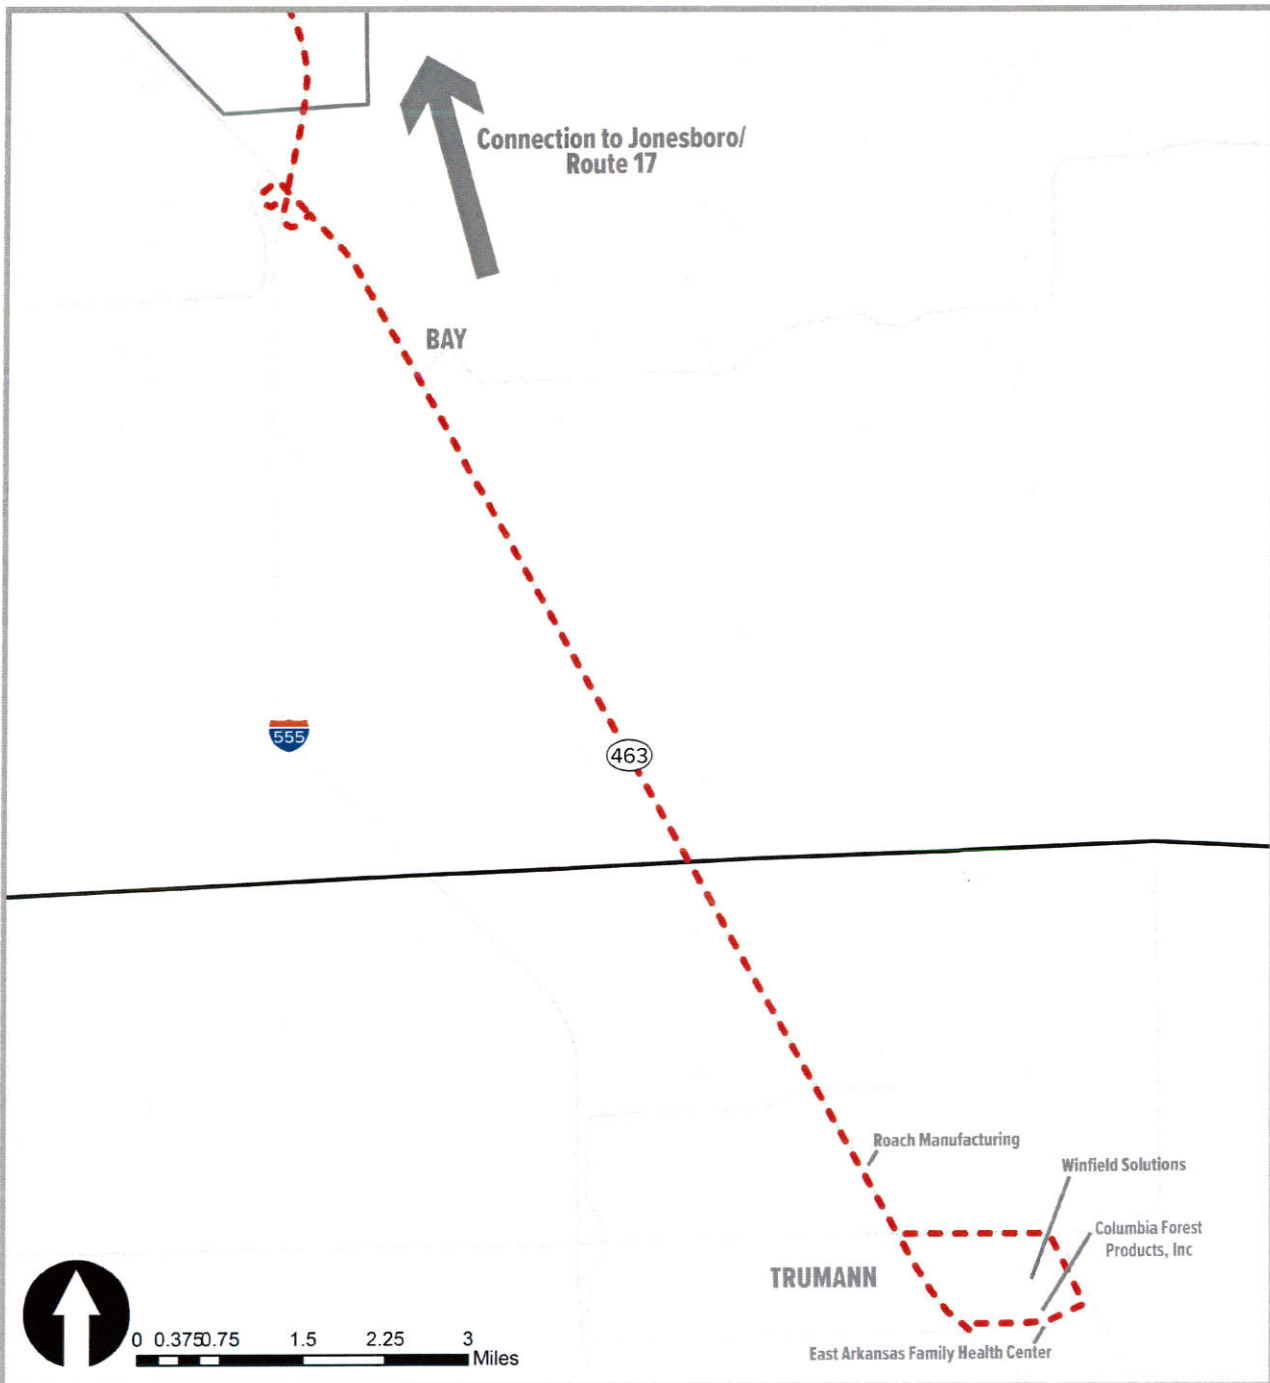 Connection to Jonesboro/
Route 17
BAY
555
463
Roach Manufacturing
Winfield Solutions
Columbia Forest
Products, Inc
TRUMANN
East Arkansas Family Health Center
0 0.375 0.75 1.5 2.25 3
Miles